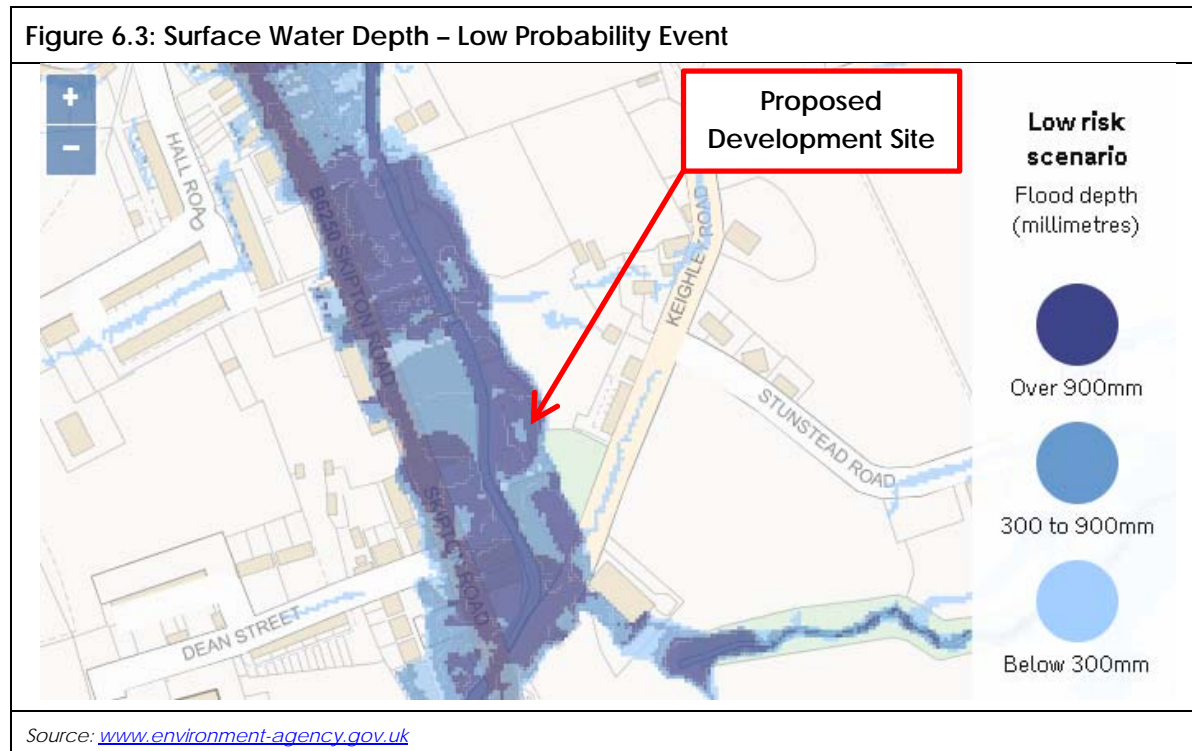 Figure 6.3: Surface Water Depth – Low Probability Event
+
−
Proposed
Development Site
HALL ROAD
B6250 SKIPTON ROAD
KEIGHLEY ROAD
STUNSTEAD ROAD
SKIPTON ROAD
DEAN STREET
Low risk
scenario
Flood depth
(millimetres)
Over 900mm
300 to 900mm
Below 300mm
Source: www.environment-agency.gov.uk